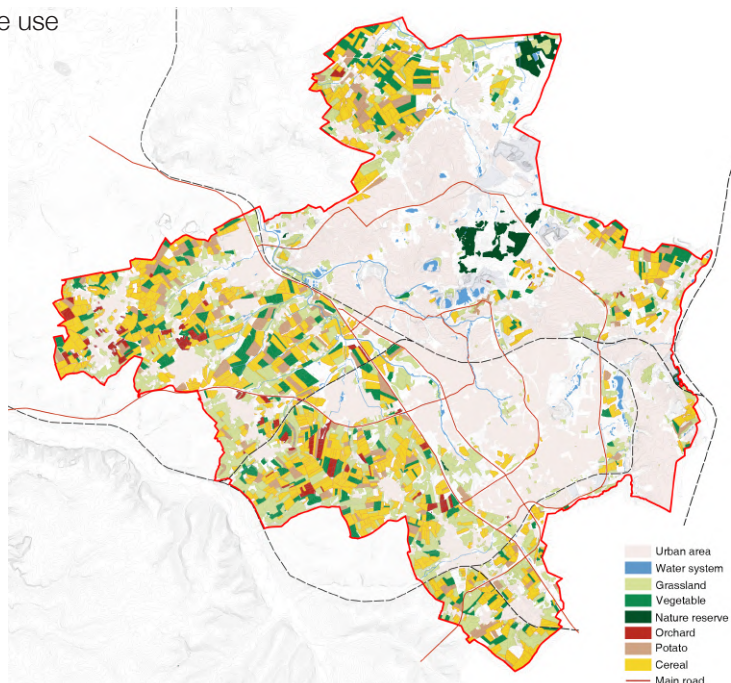 e use
Urban area
Water system
Grassland
Vegetable
Nature reserve
Orchard
Potato
Cereal
Main road